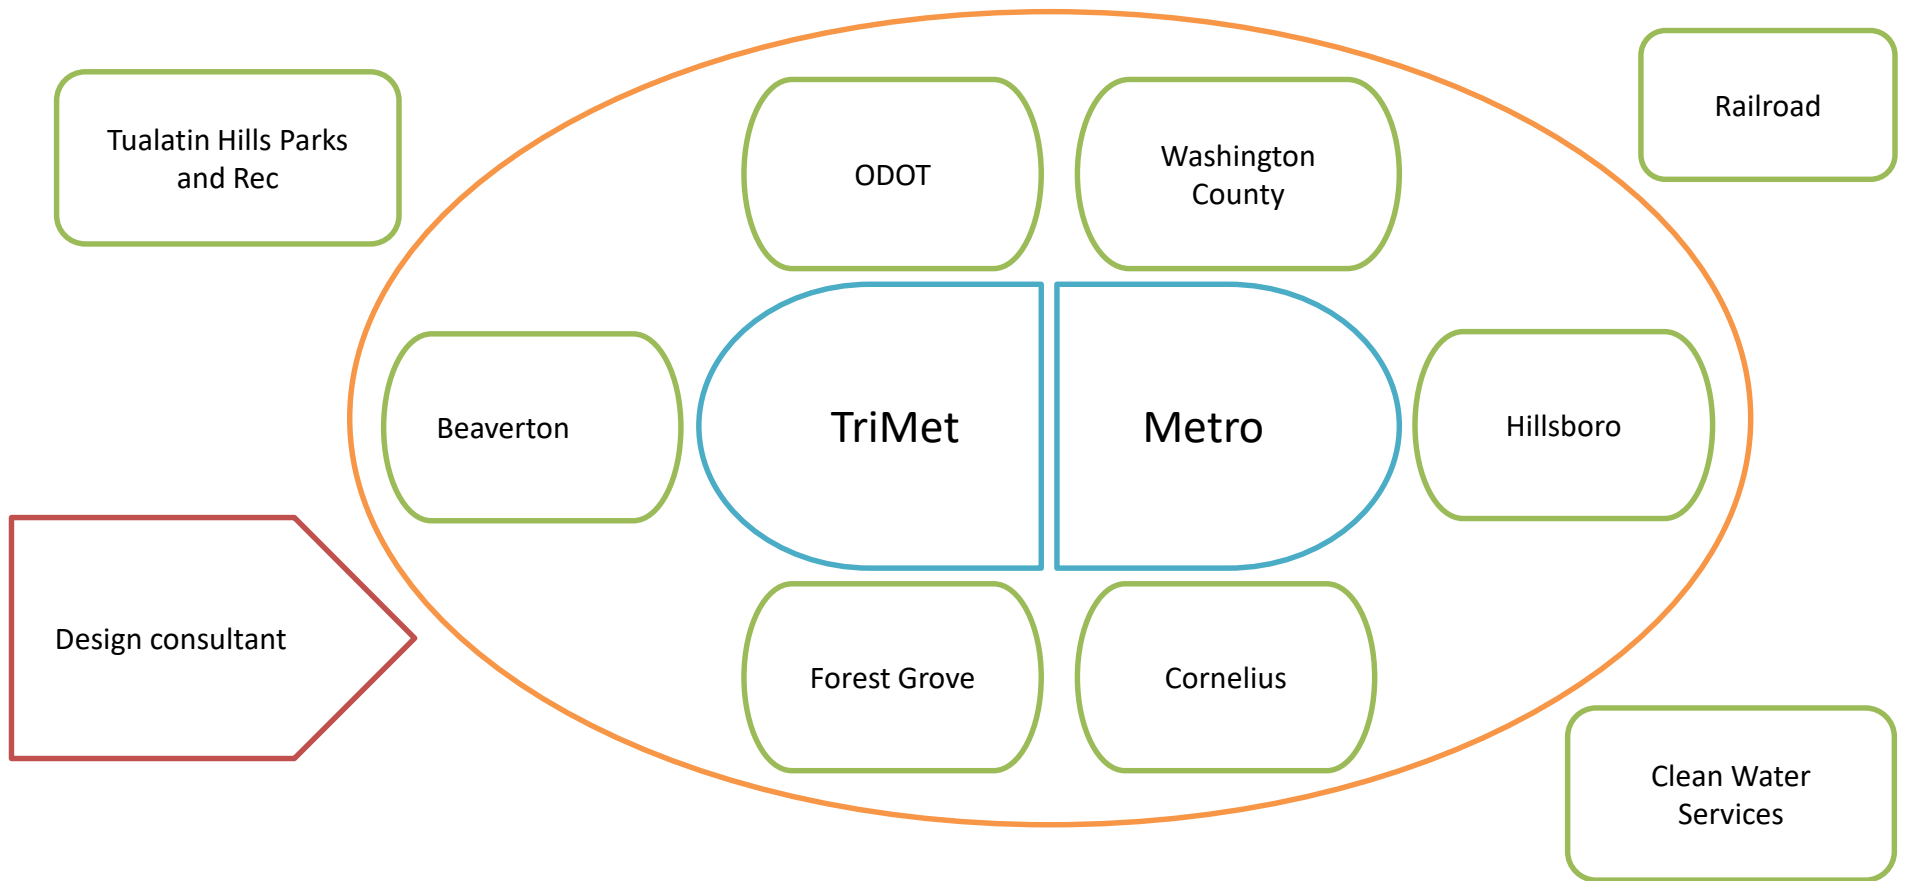 Tualatin Hills Parks
and Rec
ODOT
Washington
County
Railroad
Beaverton
TriMet
Metro
Hillsboro
Design consultant
Forest Grove
Cornelius
Clean Water
Services